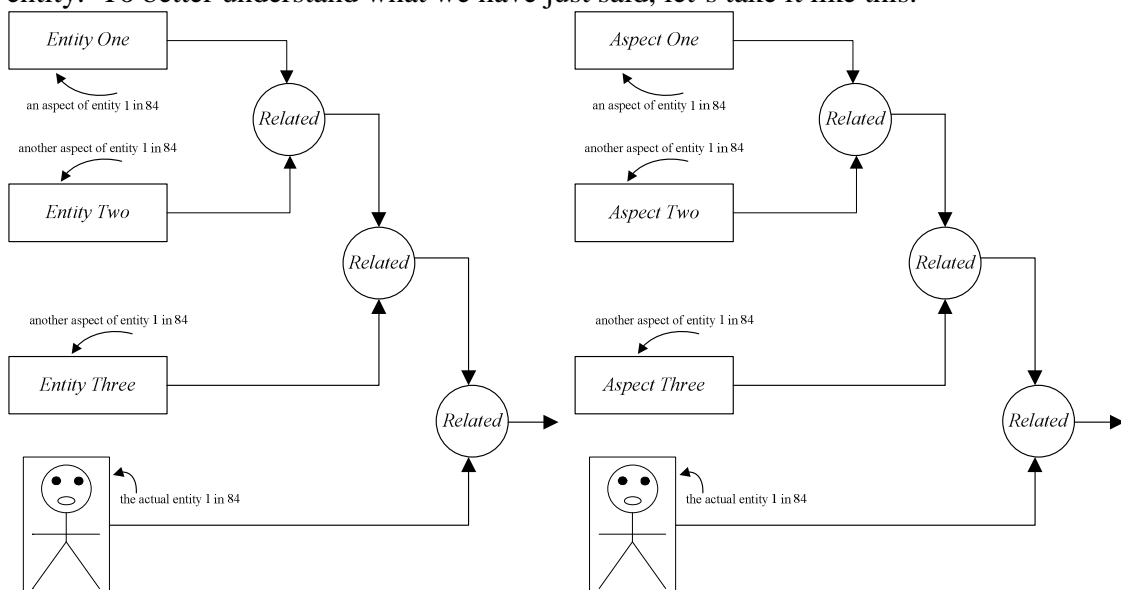 entity. To better understand what we have just said, let's take it like this:
Entity One
an aspect of entity 1 in 84
Related
another aspect of entity 1 in 84
Entity Two
Related
another aspect of entity 1 in 84
Entity Three
Related
the actual entity 1 in 84
Aspect One
an aspect of entity 1 in 84
Related
another aspect of entity 1 in 84
Aspect Two
Related
another aspect of entity 1 in 84
Aspect Three
Related
the actual entity 1 in 84